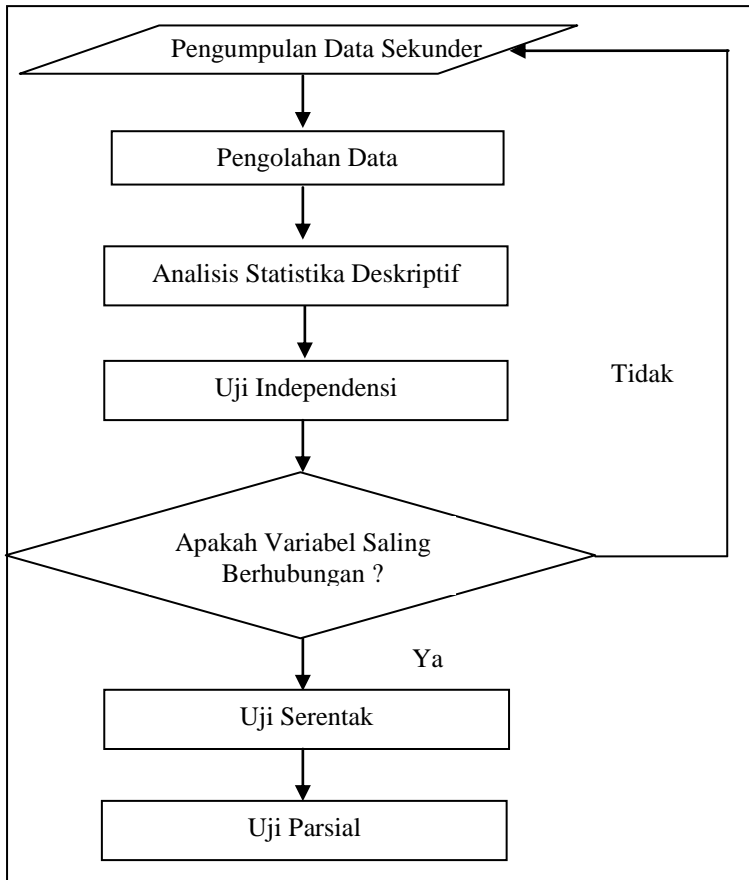 Pengumpulan Data Sekunder
Pengolahan Data
Analisis Statistika Deskriptif
Uji Independensi
Tidak
Apakah Variabel Saling
Berhubungan ?
Ya
Uji Serentak
Uji Parsial